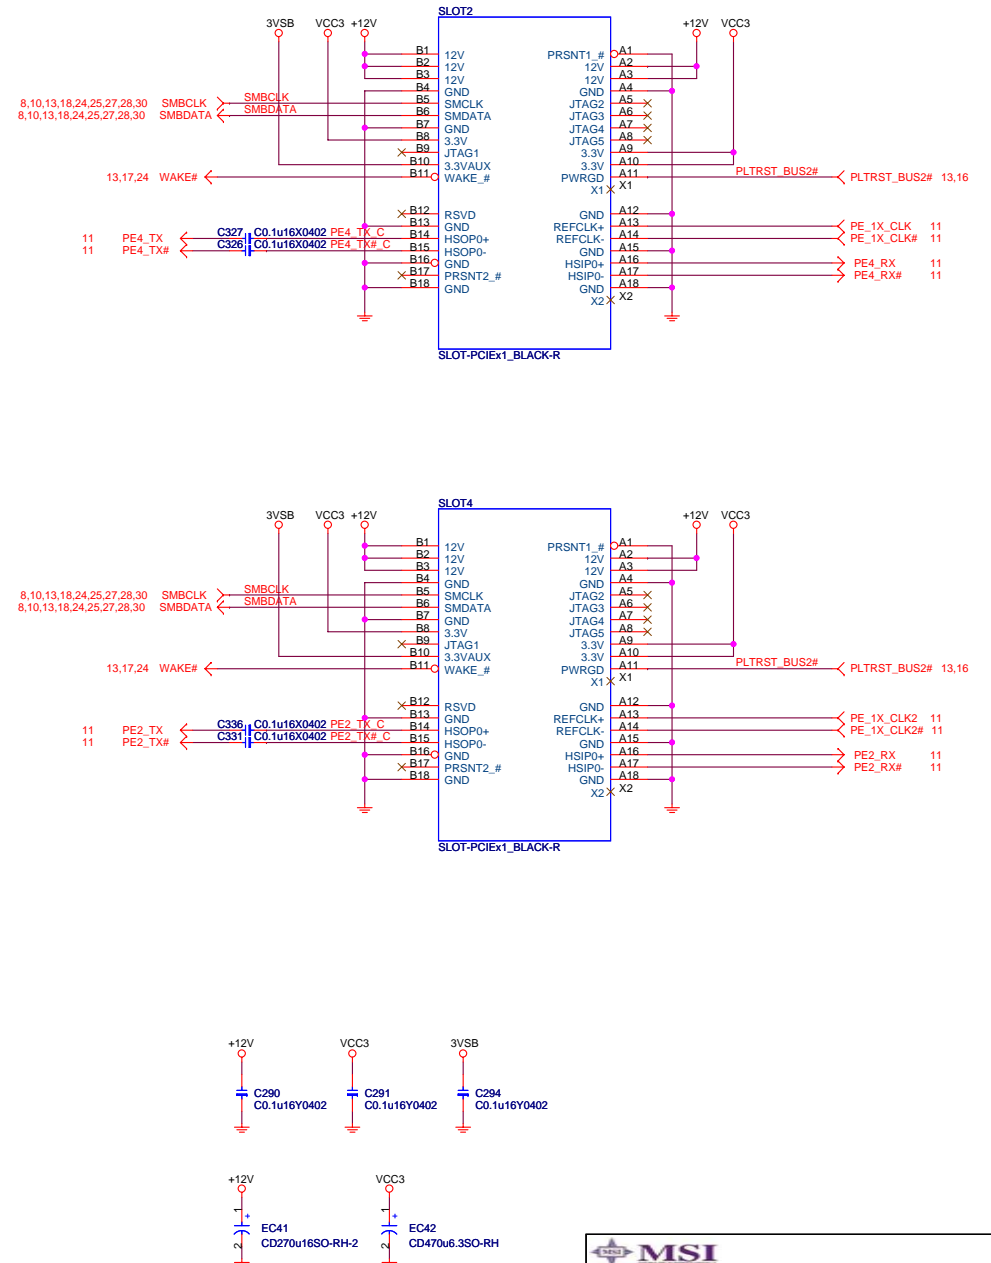 SLOT2
3VSB VCC3 +12V +12V VCC3
B1 12V PRSNT1_# A1
B2 12V 12V A2
B3 12V 12V A3
B4 GND GND A4
8,10,13,18,24,25,27,28,30 SMBCLK SMBCLK B5 SMCLK JTAG2 A5
8,10,13,18,24,25,27,28,30 SMBDATA SMBDATA B6 SMDATA JTAG3 A6
B7 GND JTAG4 A7
B8 3.3V JTAG5 A8
B9 JTAG1 3.3V A9
B10 3.3VAUX 3.3V A10
13,17,24 WAKE# B11 WAKE_# PWRGD A11 PLTRST_BUS2# PLTRST_BUS2# 13,16
X1 X1
B12 RSVD GND A12
B13 GND REFCLK+ A13 PE_1X_CLK 11
11 PE4_TX C327 C0.1u16X0402 PE4_TX_C B14 HSOP0+ REFCLK- A14 PE_1X_CLK# 11
11 PE4_TX# C326 C0.1u16X0402 PE4_TX#_C B15 HSOP0- GND A15
B16 GND HSIP0+ A16 PE4_RX 11
B17 PRSNT2_# HSIP0- A17 PE4_RX# 11
B18 GND GND A18
X2 X2
SLOT-PCIEx1_BLACK-R
SLOT4
3VSB VCC3 +12V +12V VCC3
B1 12V PRSNT1_# A1
B2 12V 12V A2
B3 12V 12V A3
B4 GND GND A4
8,10,13,18,24,25,27,28,30 SMBCLK SMBCLK B5 SMCLK JTAG2 A5
8,10,13,18,24,25,27,28,30 SMBDATA SMBDATA B6 SMDATA JTAG3 A6
B7 GND JTAG4 A7
B8 3.3V JTAG5 A8
B9 JTAG1 3.3V A9
B10 3.3VAUX 3.3V A10
13,17,24 WAKE# B11 WAKE_# PWRGD A11 PLTRST_BUS2# PLTRST_BUS2# 13,16
X1 X1
B12 RSVD GND A12
B13 GND REFCLK+ A13 PE_1X_CLK2 11
11 PE2_TX C336 C0.1u16X0402 PE2_TX_C B14 HSOP0+ REFCLK- A14 PE_1X_CLK2# 11
11 PE2_TX# C331 C0.1u16X0402 PE2_TX#_C B15 HSOP0- GND A15
B16 GND HSIP0+ A16 PE2_RX 11
B17 PRSNT2_# HSIP0- A17 PE2_RX# 11
B18 GND GND A18
X2 X2
SLOT-PCIEx1_BLACK-R
+12V VCC3 3VSB
C290 C291 C294
C0.1u16Y0402 C0.1u16Y0402 C0.1u16Y0402
+12V VCC3
1 + 1 +
EC41 EC42
2 CD270u16SO-RH-2 2 CD470u6.3SO-RH
MSI MSI